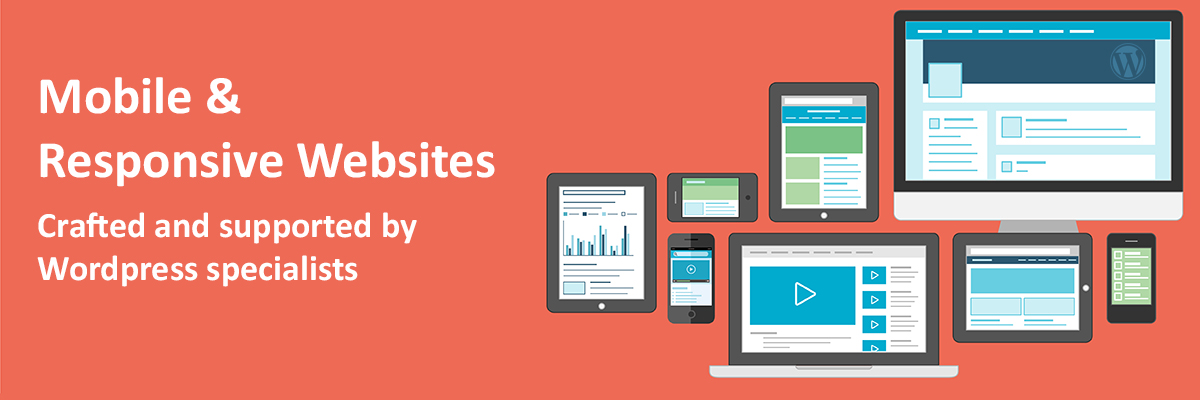 Mobile &
Responsive Websites
Crafted and supported by
Wordpress specialists